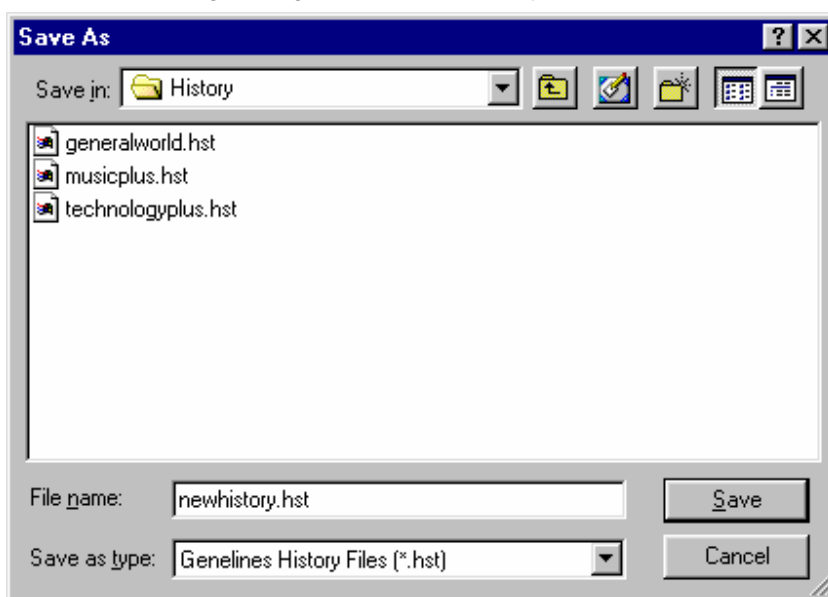 Save As
Save in: History
generalworld.hst
musicplus.hst
technologyplus.hst
File name: newhistory.hst Save
Save as type: Genelines History Files (*.hst) Cancel